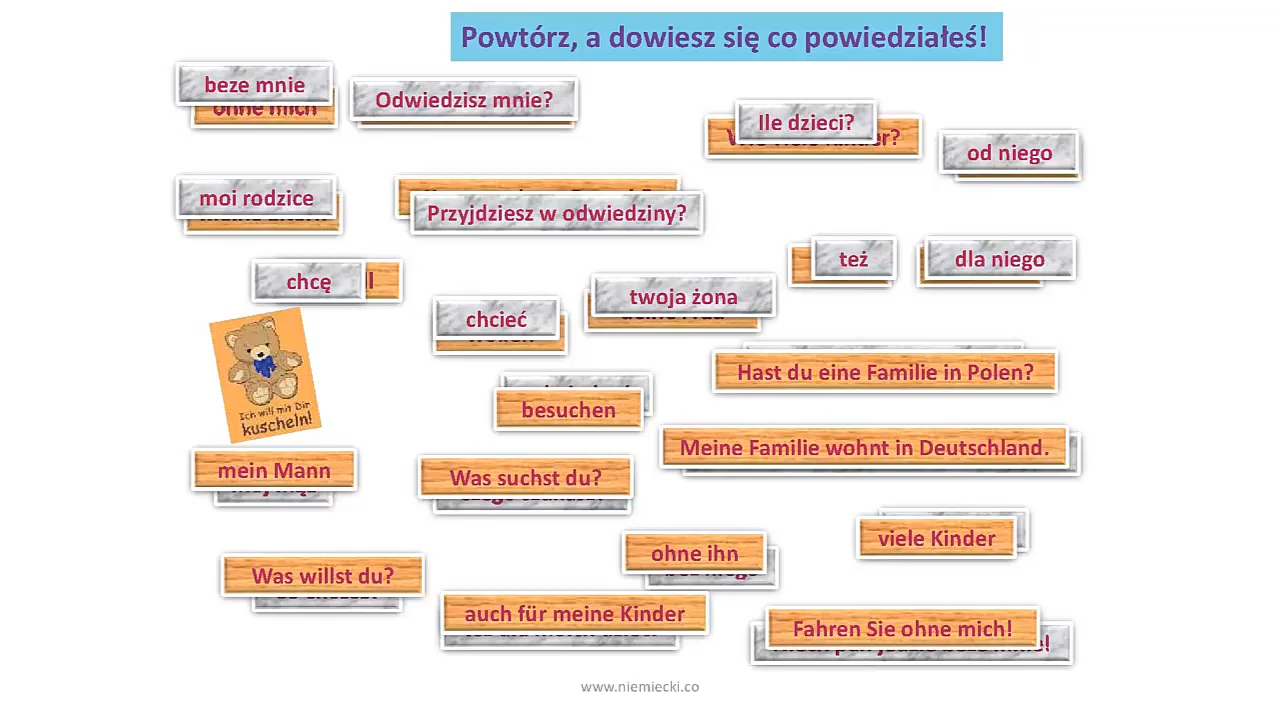 Powtórz, a dowiesz się co powiedziałeś!
beze mnie
ohne mich
Odwiedzisz mnie?
Ile dzieci?
od niego
moi rodzice
Przyjdziesz w odwiedziny?
też
dla niego
chcę
twoja żona
chcieć
Hast du eine Familie in Polen?
besuchen
Ich will mit Dir
kuscheln!
Meine Familie wohnt in Deutschland.
mein Mann
Was suchst du?
viele Kinder
ohne ihn
Was willst du?
auch für meine Kinder
Fahren Sie ohne mich!
www.niemiecki.co